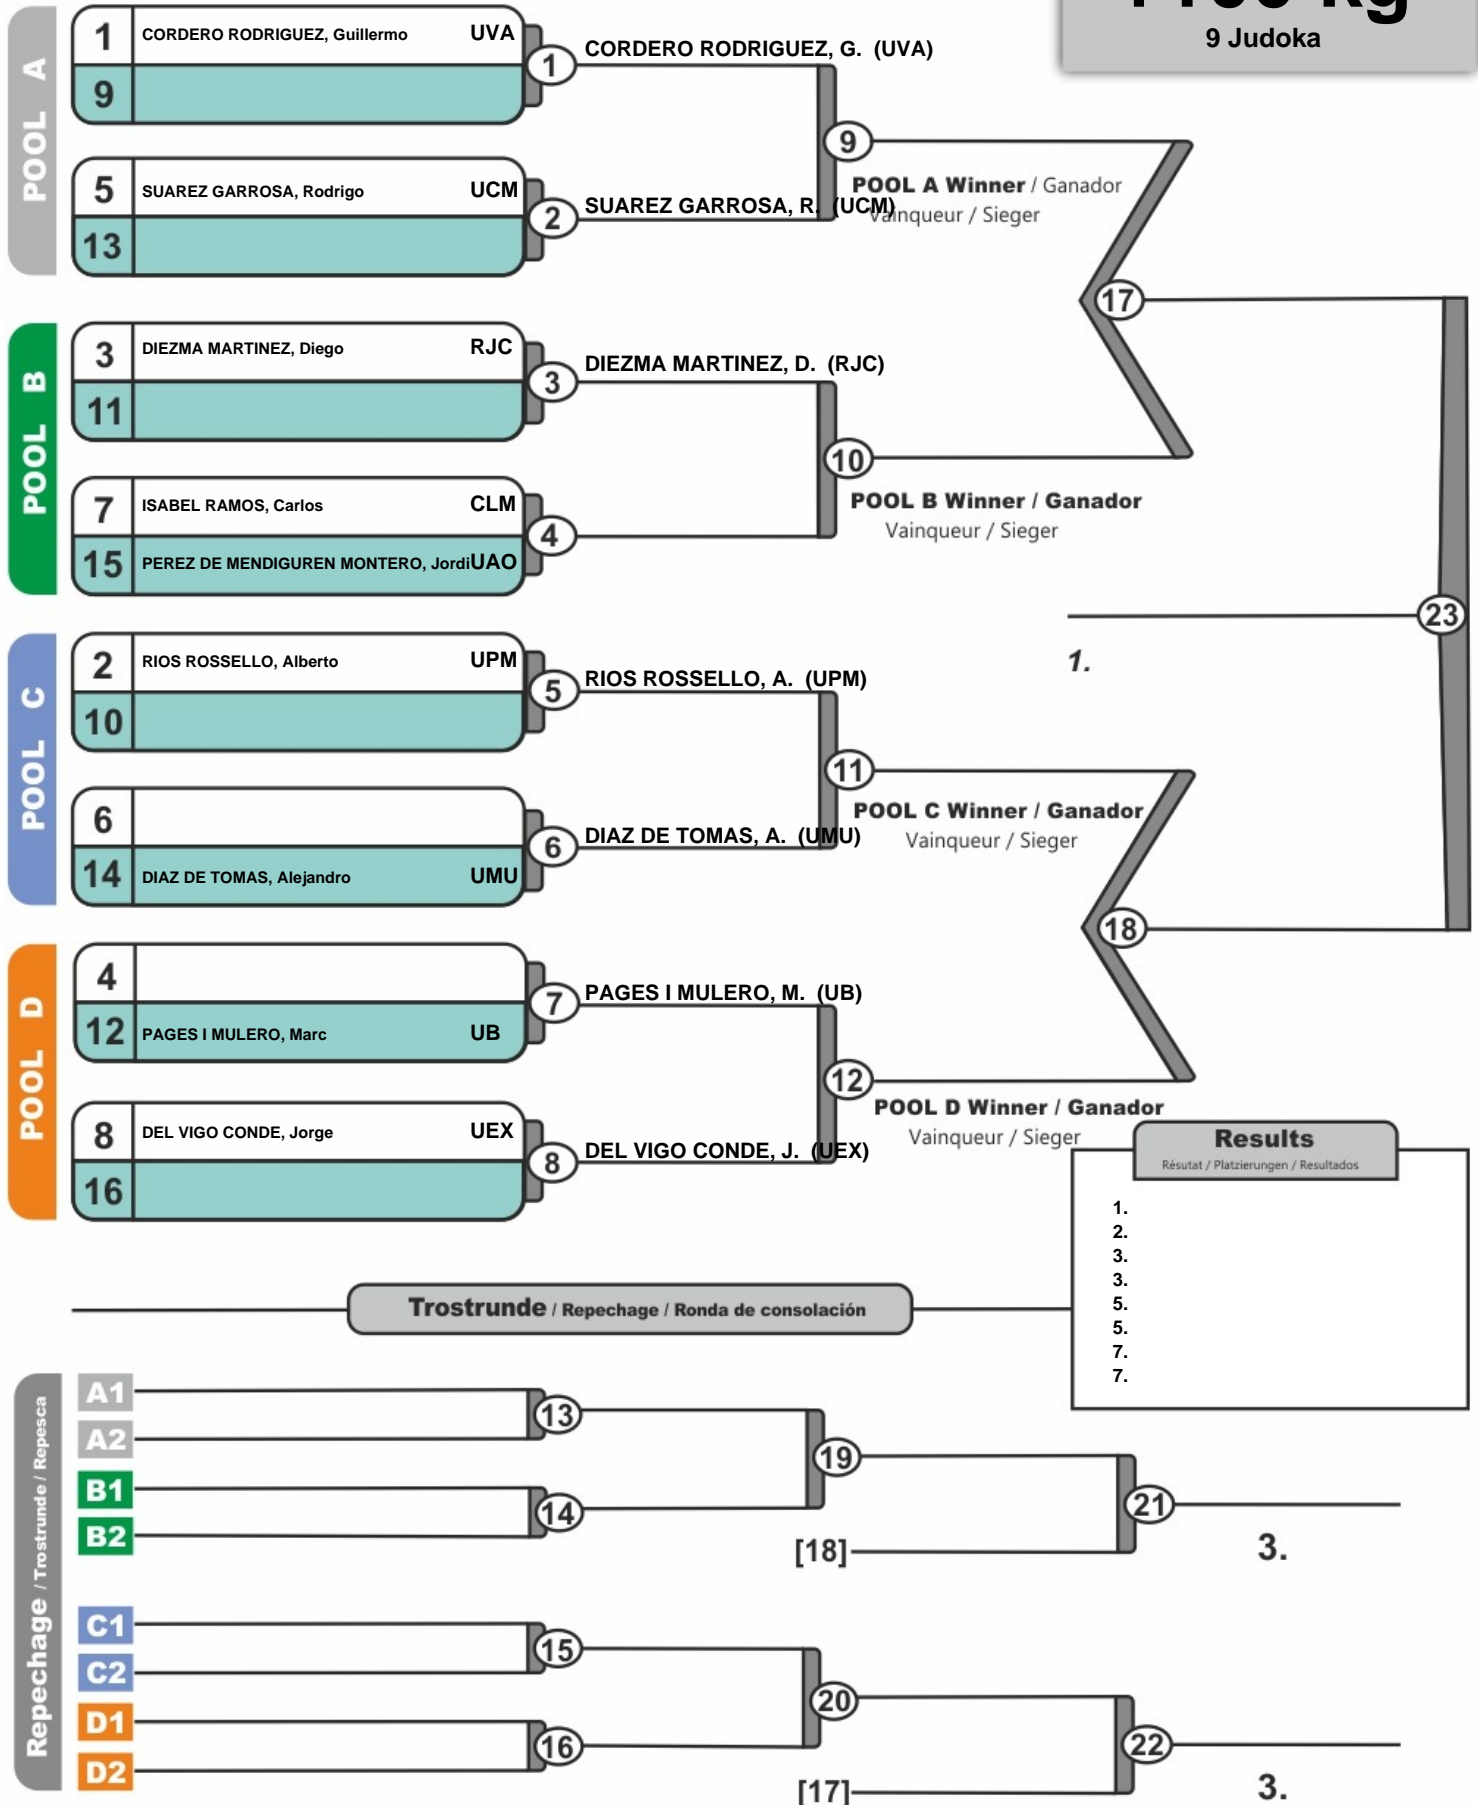 9 Judoka
POOL A
1 CORDERO RODRIGUEZ, Guillermo UVA
9
1
CORDERO RODRIGUEZ, G. (UVA)
5 SUAREZ GARROSA, Rodrigo UCM
13
2
SUAREZ GARROSA, R. (UCM)
9
POOL A Winner / Ganador
Vainqueur / Sieger
17
POOL B
3 DIEZMA MARTINEZ, Diego RJC
11
3
DIEZMA MARTINEZ, D. (RJC)
7 ISABEL RAMOS, Carlos CLM
15 PEREZ DE MENDIGUREN MONTERO, Jordi UAO
4
10
POOL B Winner / Ganador
Vainqueur / Sieger
23
1.
POOL C
2 RIOS ROSSELLO, Alberto UPM
10
5
RIOS ROSSELLO, A. (UPM)
6
14 DIAZ DE TOMAS, Alejandro UMU
6
DIAZ DE TOMAS, A. (UMU)
11
POOL C Winner / Ganador
Vainqueur / Sieger
18
POOL D
4
12 PAGES I MULERO, Marc UB
7
PAGES I MULERO, M. (UB)
8 DEL VIGO CONDE, Jorge UEX
16
8
DEL VIGO CONDE, J. (UEX)
12
POOL D Winner / Ganador
Vainqueur / Sieger
Results
Résutat / Platzierungen / Resultados
1.
2.
3.
3.
5.
5.
7.
7.
Trostrunde / Repechage / Ronda de consolación
Repechage / Trostrunde / Repesca
A1
A2
13
B1
B2
14
19
[18]
21
3.
C1
C2
15
D1
D2
16
20
[17]
22
3.